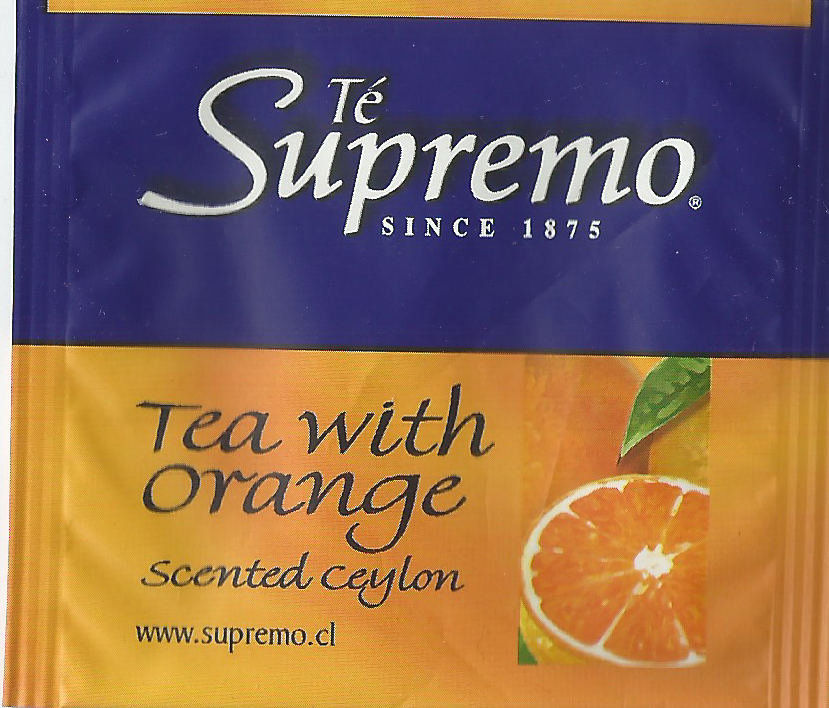 Té
Supremo®
SINCE 1875
Tea with
Orange
Scented Ceylon
www.supremo.cl